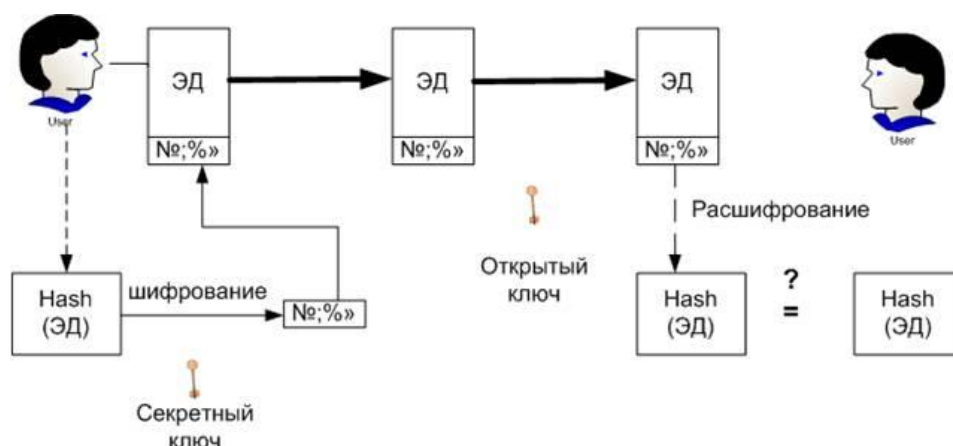 ЭД
ЭД
ЭД
№;%»
№;%»
№;%»
User
User
Расшифрование
Открытый
ключ
Hash
(ЭД)
шифрование
№;%»
Hash
(ЭД)
?
=
Hash
(ЭД)
Секретный
ключ